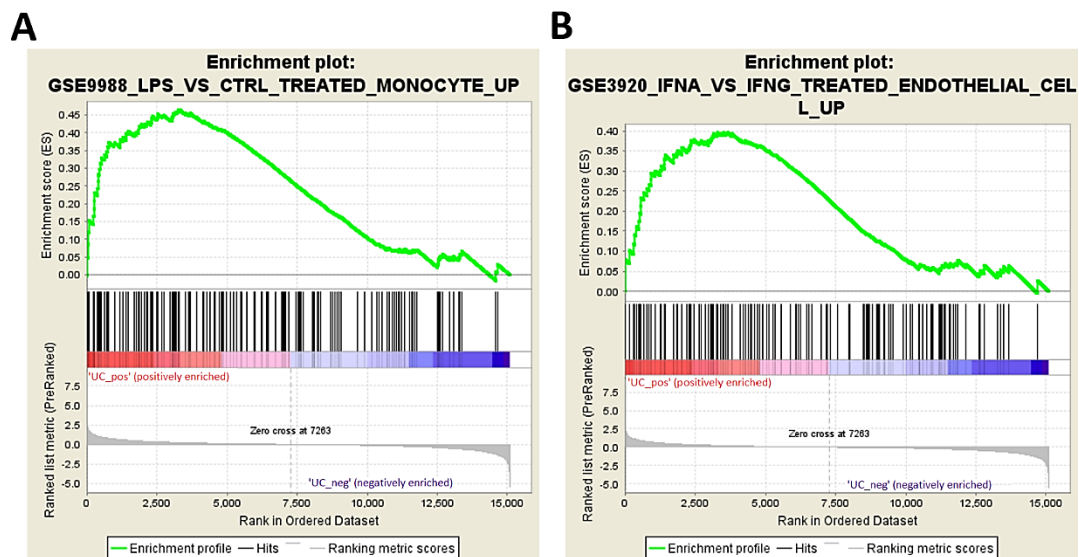 A
Enrichment plot:
GSE9988_LPS_VS_CTRL_TREATED_MONOCYTE_UP
Enrichment score (ES)
0.45
0.40
0.35
0.30
0.25
0.20
0.15
0.10
0.05
0.00
'UC_pos' (positively enriched)
Ranked list metric (PreRanked)
7.5
5.0
2.5
0.0
-2.5
-5.0
Zero cross at 7263
'UC_neg' (negatively enriched)
0 2,500 5,000 7,500 10,000 12,500 15,000
Rank in Ordered Dataset
Enrichment profile Hits Ranking metric scores
B
Enrichment plot:
GSE3920_IFNA_VS_IFNG_TREATED_ENDOTHELIAL_CEL
L_UP
Enrichment score (ES)
0.40
0.35
0.30
0.25
0.20
0.15
0.10
0.05
0.00
'UC_pos' (positively enriched)
Ranked list metric (PreRanked)
7.5
5.0
2.5
0.0
-2.5
-5.0
Zero cross at 7263
'UC_neg' (negatively enriched)
0 2,500 5,000 7,500 10,000 12,500 15,000
Rank in Ordered Dataset
Enrichment profile Hits Ranking metric scores